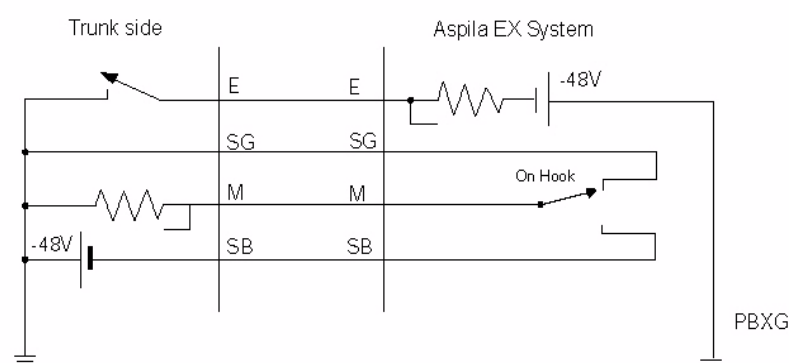 Trunk side Aspila EX System
E E -48V
SG SG
On Hook
M M
-48V SB SB
PBXG